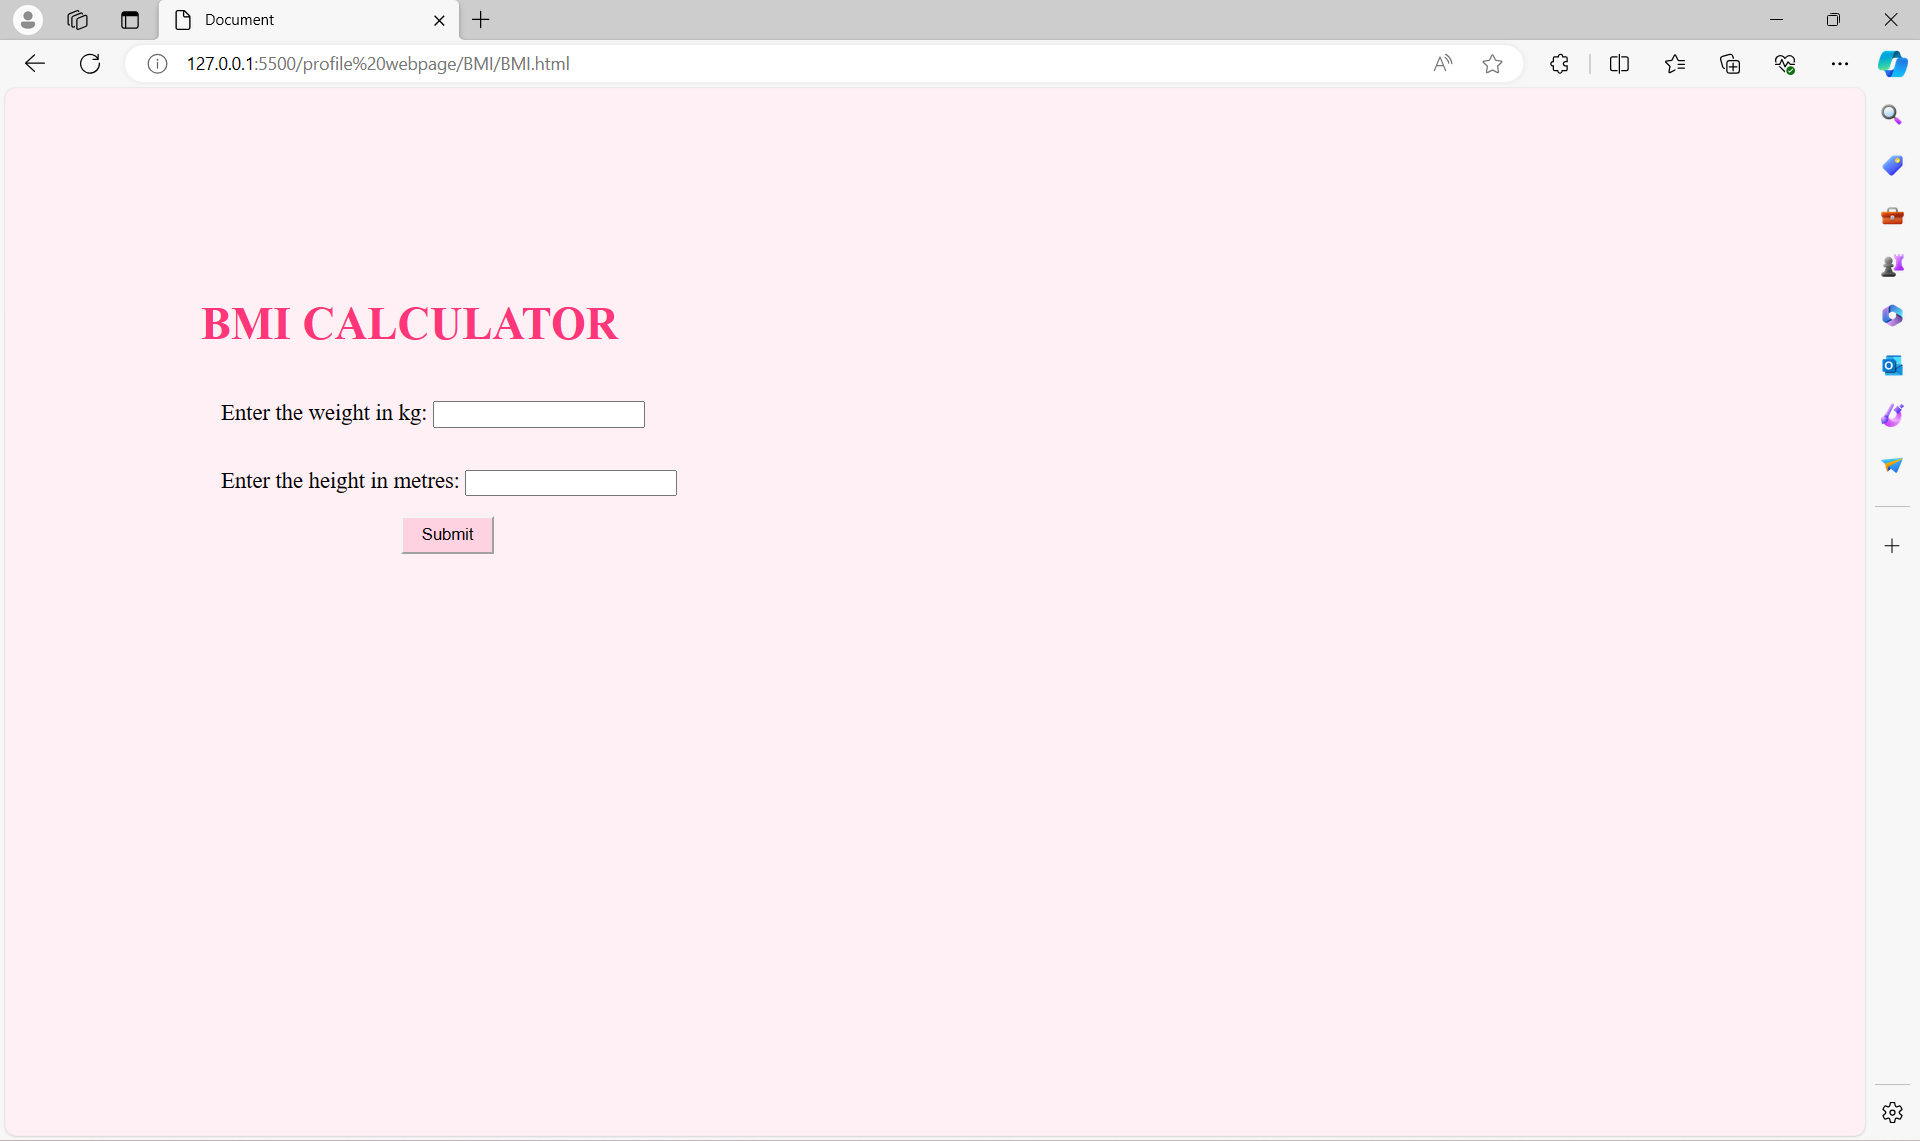 Document
127.0.0.1:5500/profile%20webpage/BMI/BMI.html
BMI CALCULATOR
Enter the weight in kg:
Enter the height in metres:
Submit